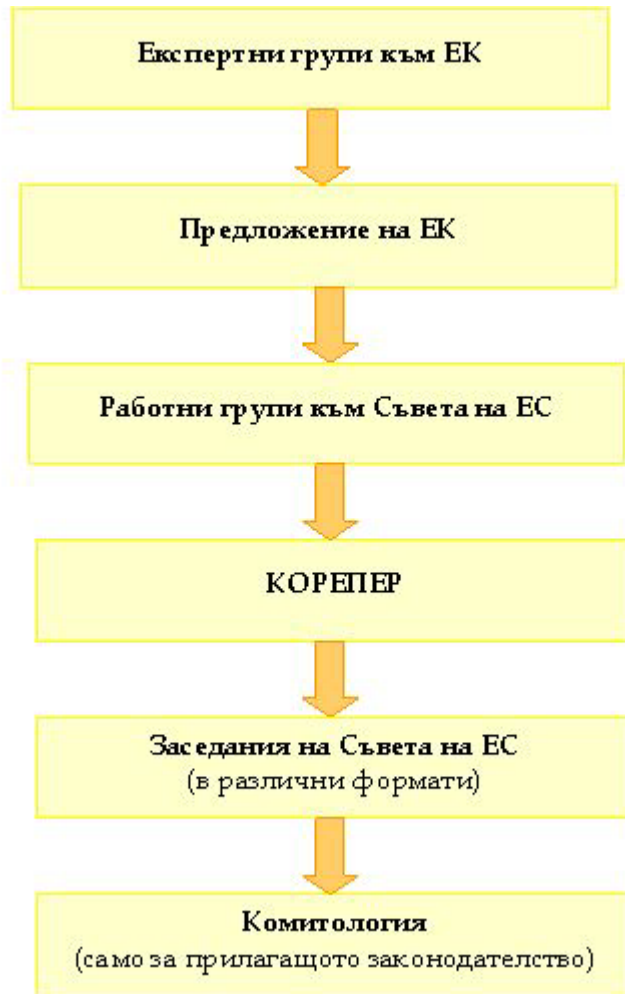 Експертни групи към ЕК
Предложение на ЕК
Работни групи към Съвета на ЕС
КОРЕПЕР
Заседания на Съвета на ЕС
(в различни формати)
Комитология
(само за прилагащото законодателство)